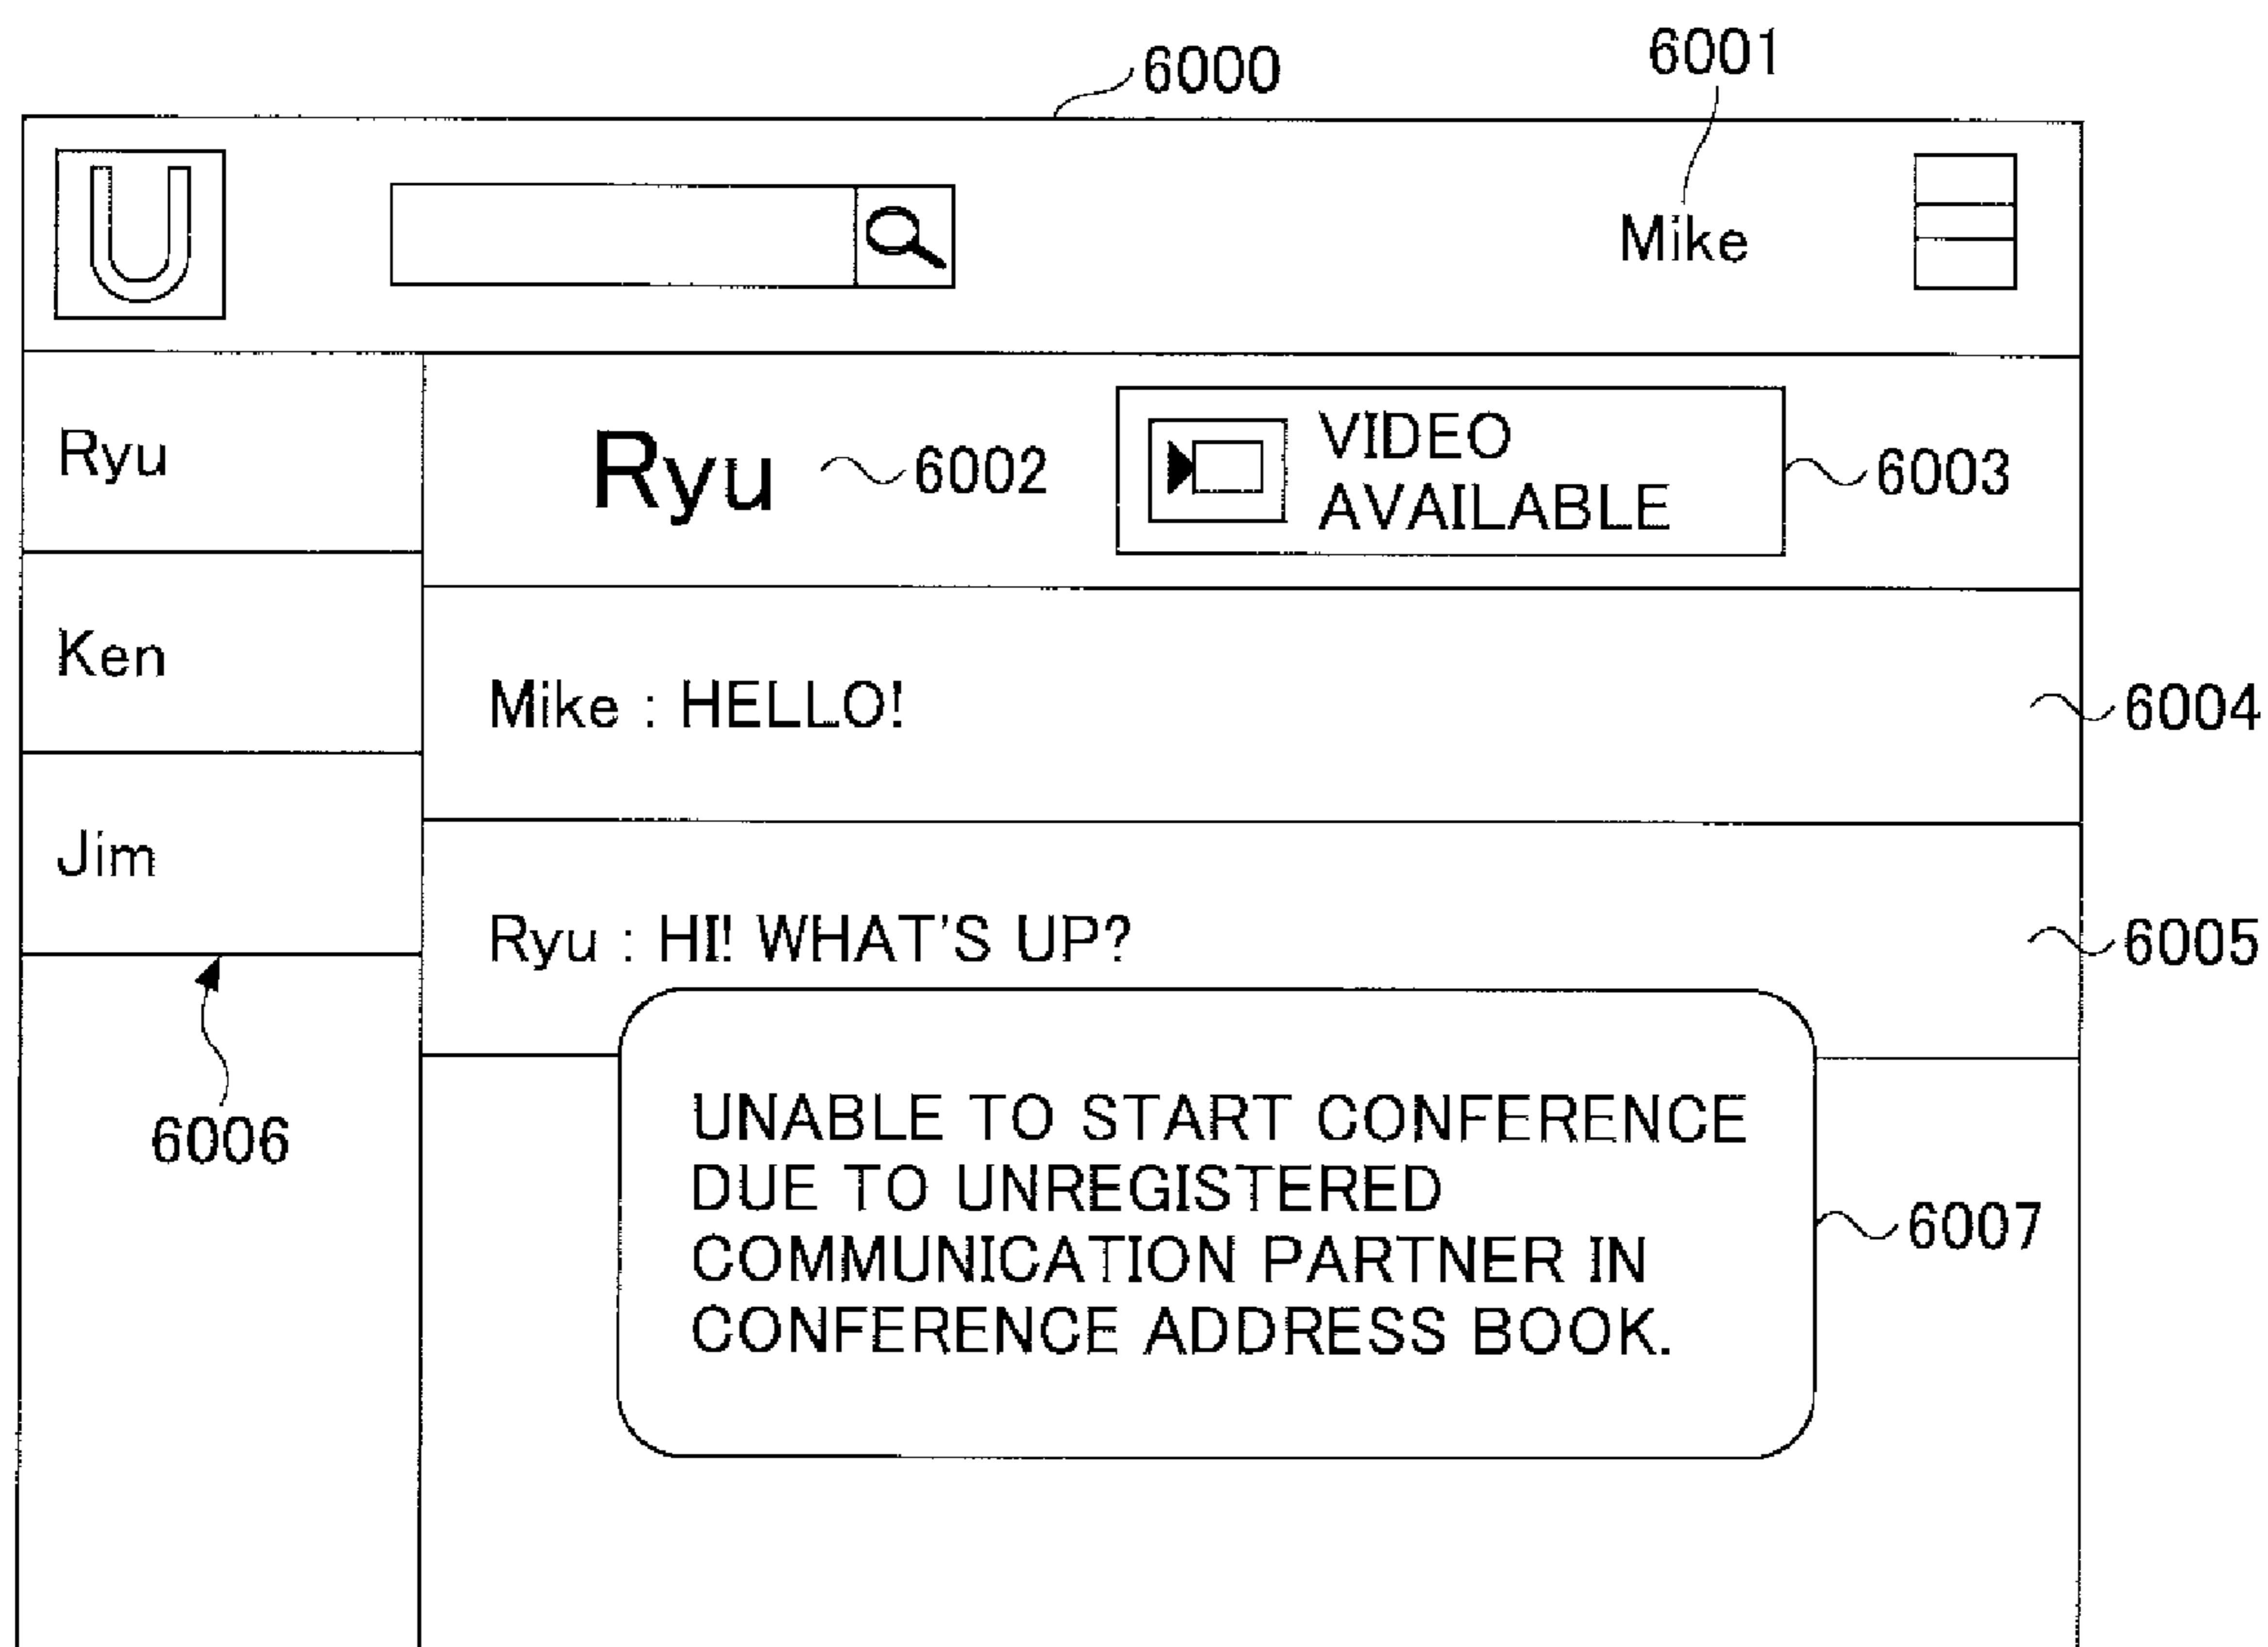 6000
6001
U
Mike
Ryu
Ryu
6002
VIDEO
AVAILABLE
6003
Ken
Mike : HELLO!
6004
Jim
Ryu : HI! WHAT'S UP?
6005
6006
UNABLE TO START CONFERENCE
DUE TO UNREGISTERED
COMMUNICATION PARTNER IN
CONFERENCE ADDRESS BOOK.
6007